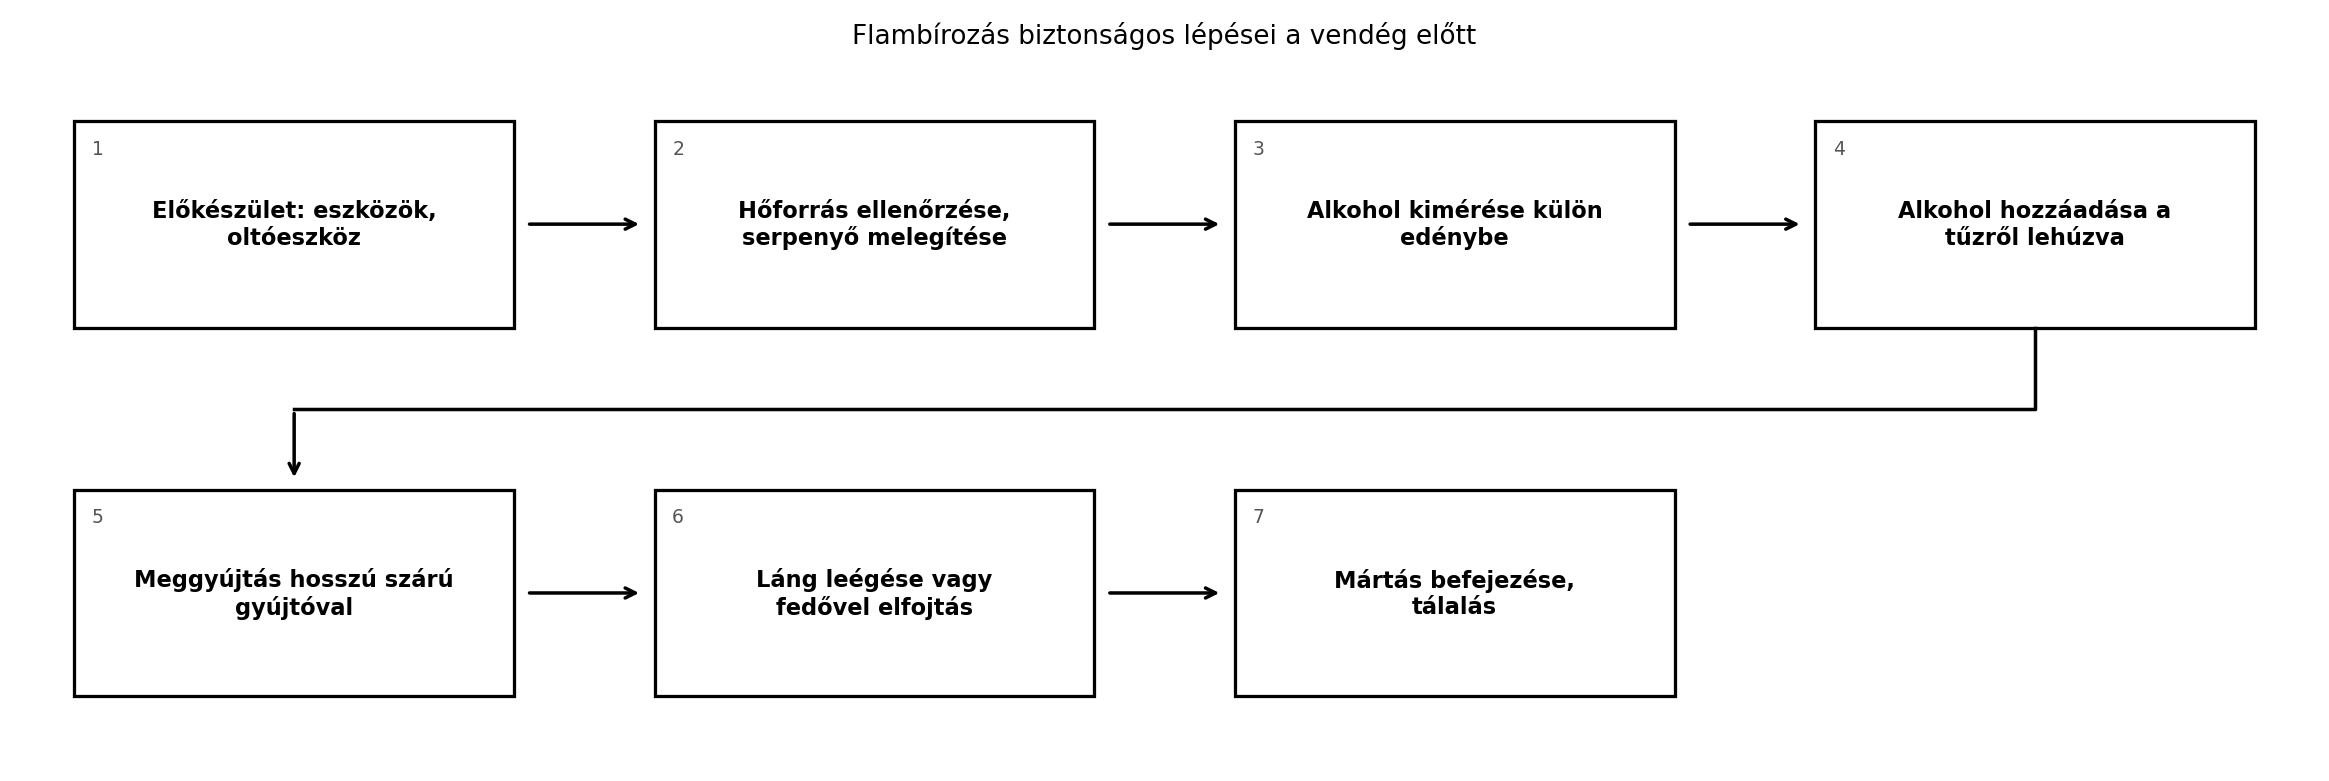 Flambírozás biztonságos lépései a vendég előtt
1
Előkészület: eszközök,
oltóeszköz
2
Hőforrás ellenőrzése,
serpenyő melegítése
3
Alkohol kimérése külön
edénybe
4
Alkohol hozzáadása a
tűzről lehúzva
5
Meggyújtás hosszú szárú
gyújtóval
6
Láng leégése vagy
fedővel elfojtás
7
Mártás befejezése,
tálalás